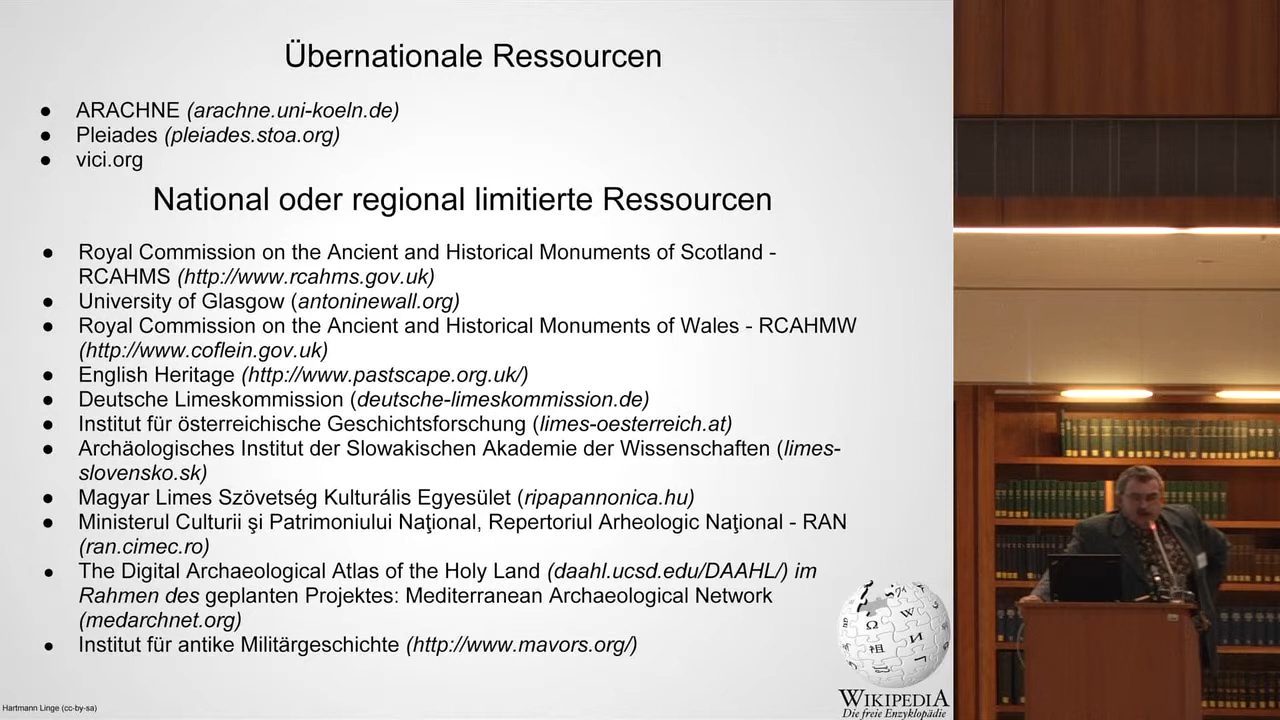 Übernationale Ressourcen
● ARACHNE (arachne.uni-koeln.de)
● Pleiades (pleiades.stoa.org)
● vici.org
National oder regional limitierte Ressourcen
● Royal Commission on the Ancient and Historical Monuments of Scotland -
RCAHMS (http://www.rcahms.gov.uk)
● University of Glasgow (antoninewall.org)
● Royal Commission on the Ancient and Historical Monuments of Wales - RCAHMW
(http://www.coflein.gov.uk)
● English Heritage (http://www.pastscape.org.uk/)
● Deutsche Limeskommission (deutsche-limeskommission.de)
● Institut für österreichische Geschichtsforschung (limes-oesterreich.at)
● Archäologisches Institut der Slowakischen Akademie der Wissenschaften (limes-
slovensko.sk)
● Magyar Limes Szövetség Kulturális Egyesület (ripapannonica.hu)
● Ministerul Culturii şi Patrimoniului Naţional, Repertoriul Arheologic Naţional - RAN
(ran.cimec.ro)
● The Digital Archaeological Atlas of the Holy Land (daahl.ucsd.edu/DAAHL/) im
Rahmen des geplanten Projektes: Mediterranean Archaeological Network
(medarchnet.org)
● Institut für antike Militärgeschichte (http://www.mavors.org/)
WIKIPEDIA
Die freie Enzyklopädie
Hartmann Linge (cc-by-sa)